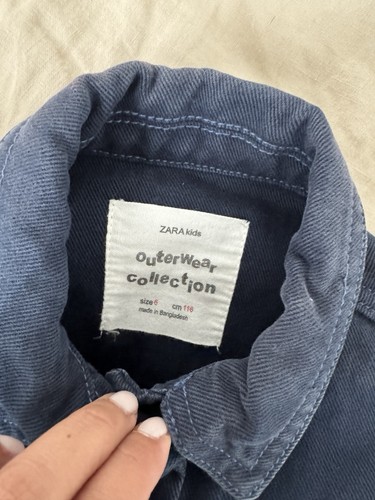 ZARA kids
outerwear
collection
size 6 cm 116
made in Bangladesh